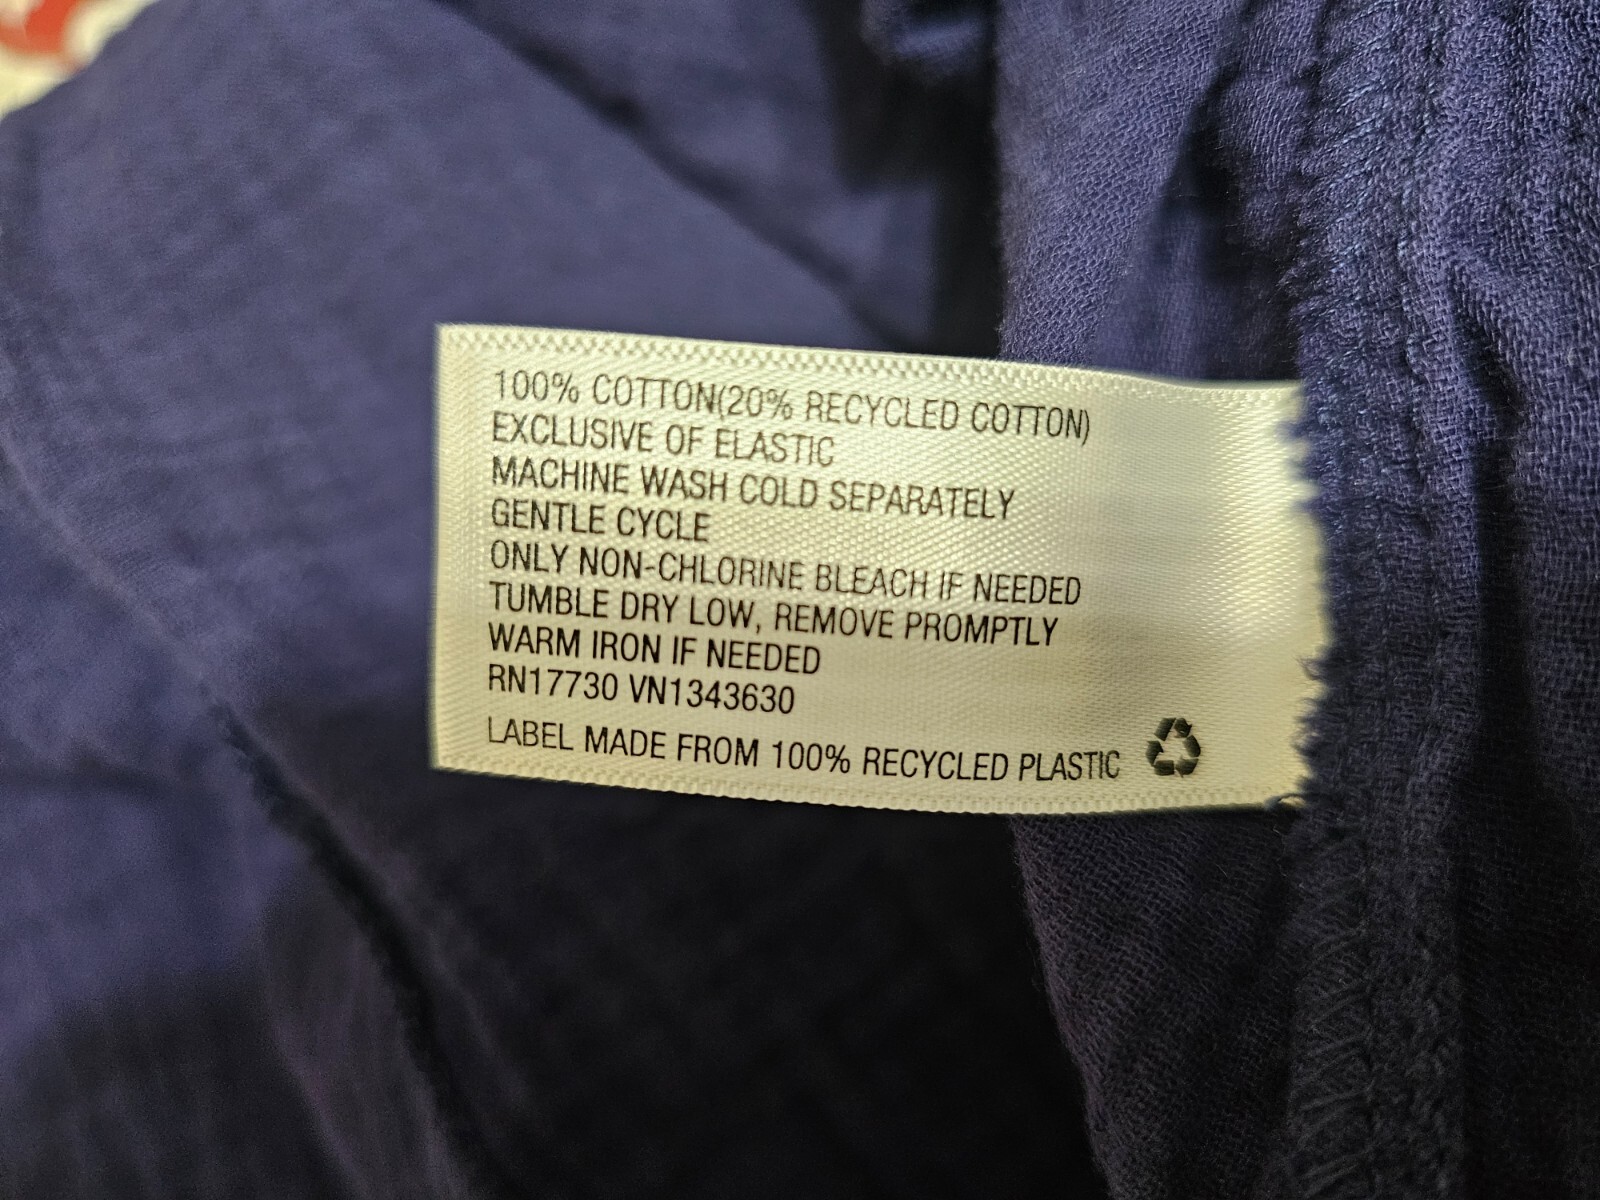 100% COTTON(20% RECYCLED COTTON)
EXCLUSIVE OF ELASTIC
MACHINE WASH COLD SEPARATELY
GENTLE CYCLE
ONLY NON-CHLORINE BLEACH IF NEEDED
TUMBLE DRY LOW, REMOVE PROMPTLY
WARM IRON IF NEEDED
RN17730 VN1343630
LABEL MADE FROM 100% RECYCLED PLASTIC